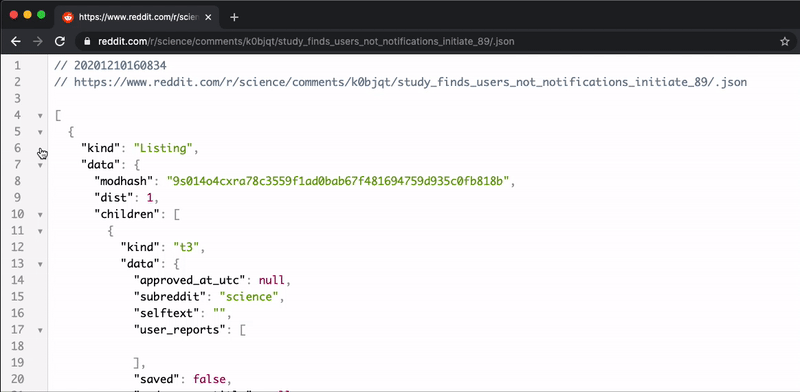 https://www.reddit.com/r/scien
reddit.com/r/science/comments/k0bjqt/study_finds_users_not_notifications_initiate_89/.json
1 // 20201210160834
2 // https://www.reddit.com/r/science/comments/k0bjqt/study_finds_users_not_notifications_initiate_89/.json
3
4 [
5 {
6 "kind": "Listing",
7 "data": {
8 "modhash": "9s014o4cxra78c3559f1ad0bab67f481694759d935c0fb818b",
9 "dist": 1,
10 "children": [
11 {
12 "kind": "t3",
13 "data": {
14 "approved_at_utc": null,
15 "subreddit": "science",
16 "selftext": "",
17 "user_reports": [
18
19 ],
20 "saved": false,